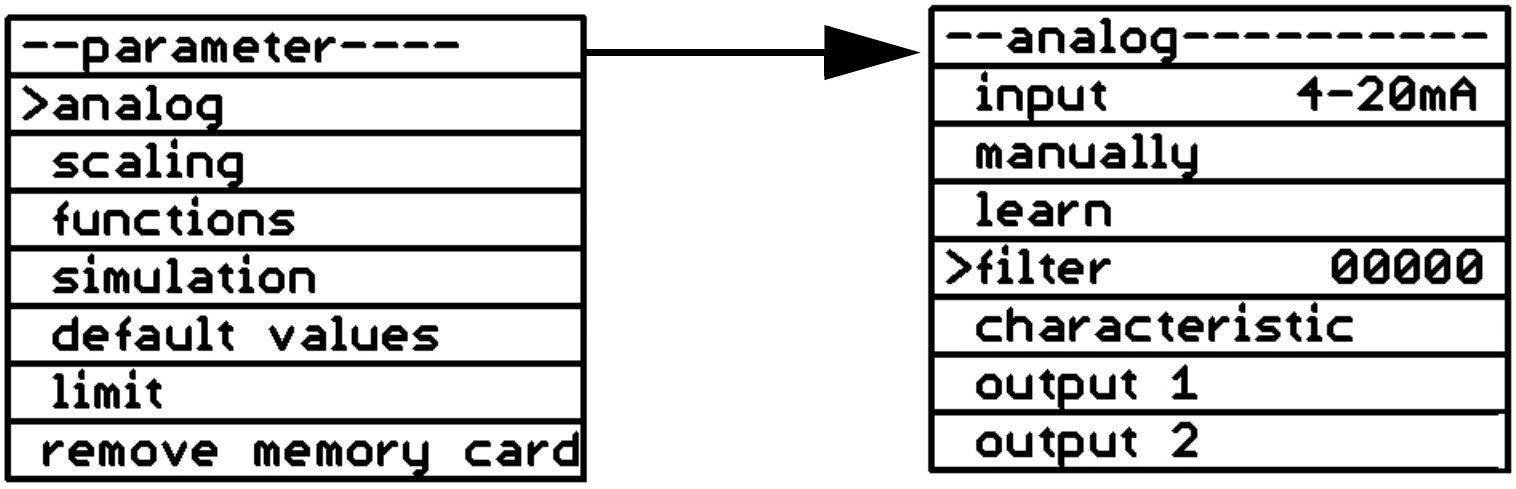 --parameter----
>analog
scaling
functions
simulation
default values
limit
remove memory card
--analog----------
input 4-20mA
manually
learn
>filter 00000
characteristic
output 1
output 2